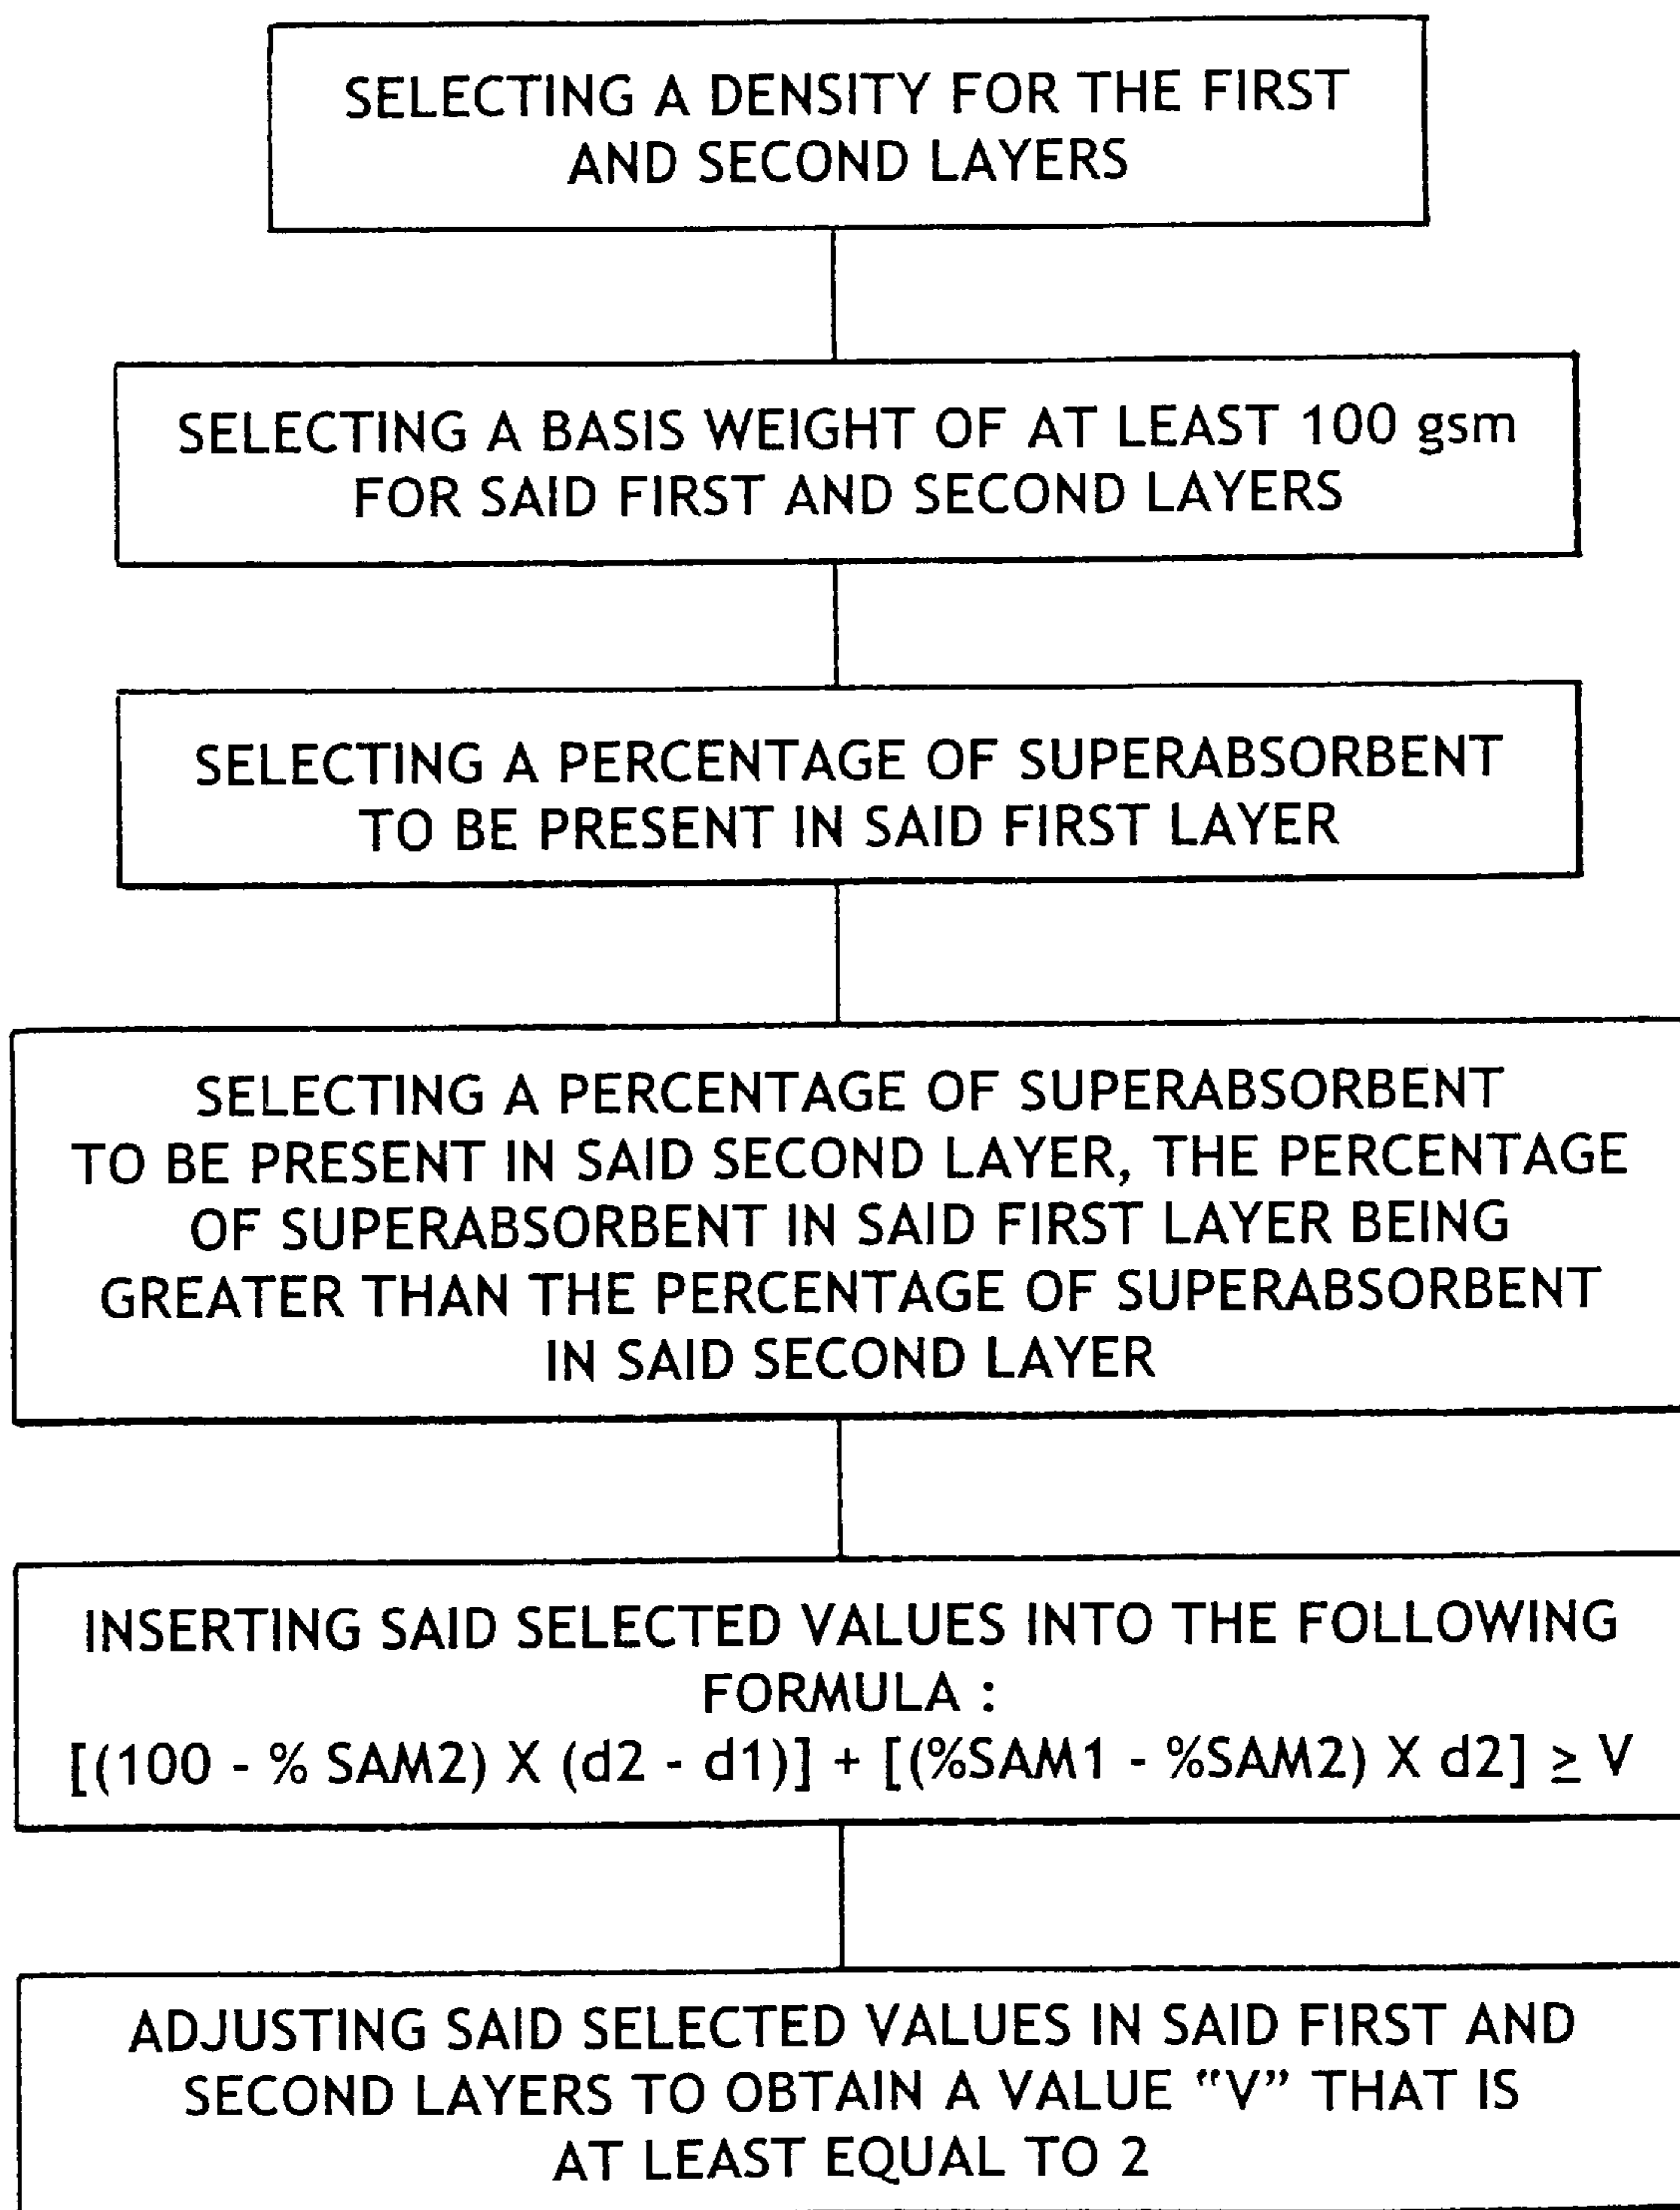 SELECTING A DENSITY FOR THE FIRST
AND SECOND LAYERS
SELECTING A BASIS WEIGHT OF AT LEAST 100 gsm
FOR SAID FIRST AND SECOND LAYERS
SELECTING A PERCENTAGE OF SUPERABSORBENT
TO BE PRESENT IN SAID FIRST LAYER
SELECTING A PERCENTAGE OF SUPERABSORBENT
TO BE PRESENT IN SAID SECOND LAYER, THE PERCENTAGE
OF SUPERABSORBENT IN SAID FIRST LAYER BEING
GREATER THAN THE PERCENTAGE OF SUPERABSORBENT
IN SAID SECOND LAYER
INSERTING SAID SELECTED VALUES INTO THE FOLLOWING
FORMULA :
[(100 - % SAM2) X (d2 - d1)] + [(%SAM1 - %SAM2) X d2] ≥ V
ADJUSTING SAID SELECTED VALUES IN SAID FIRST AND
SECOND LAYERS TO OBTAIN A VALUE “V” THAT IS
AT LEAST EQUAL TO 2